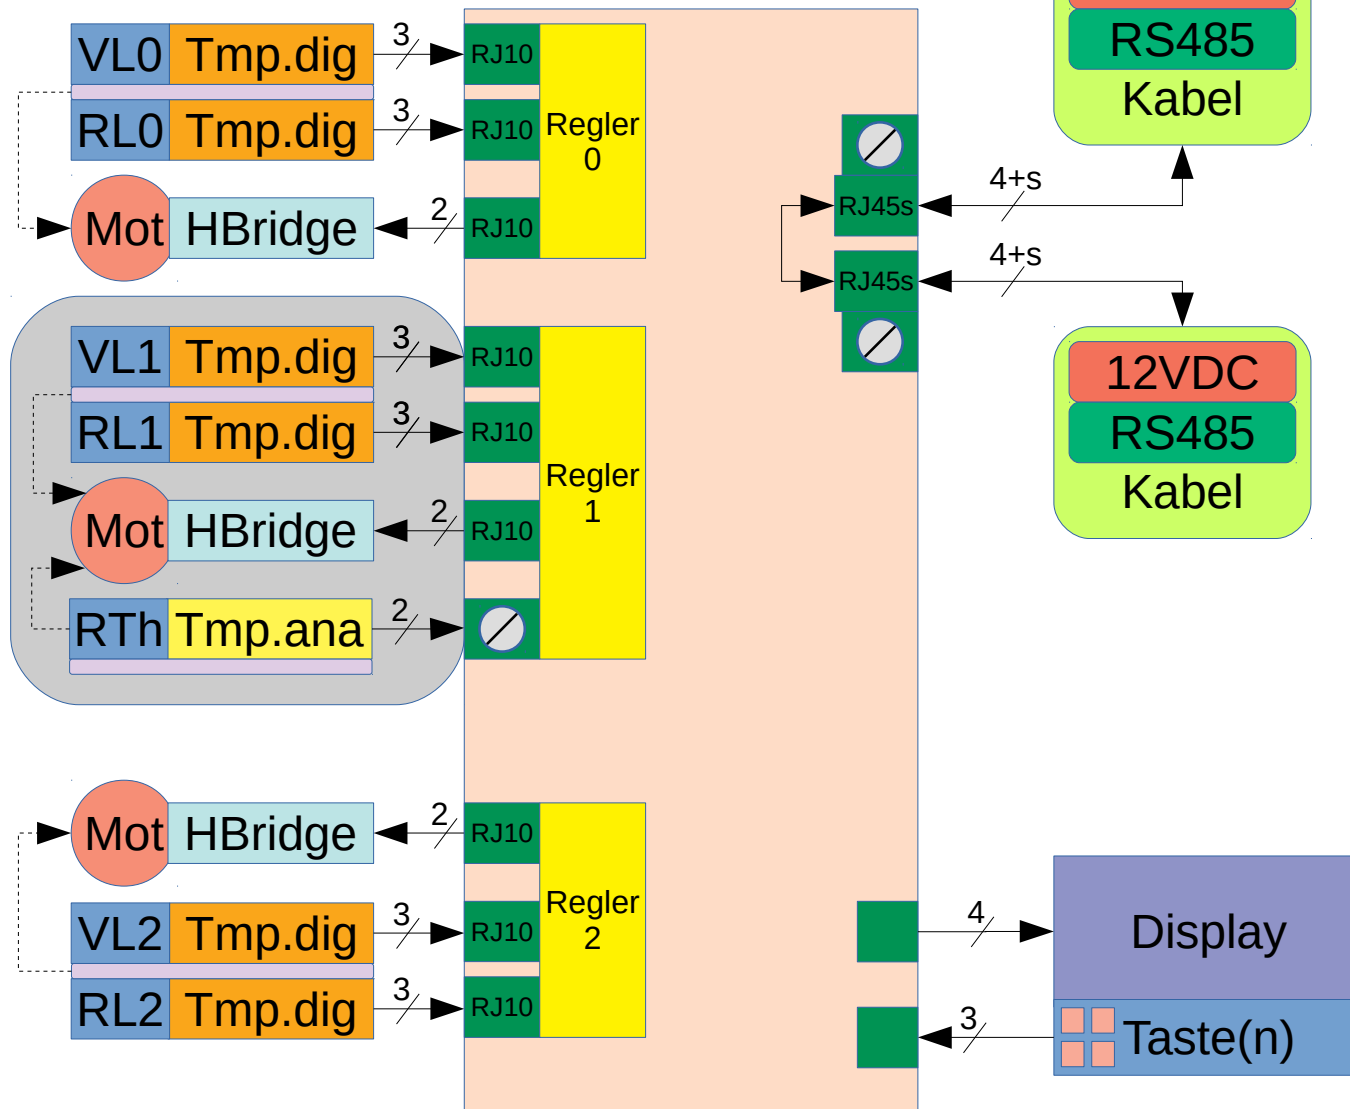 VL0 Tmp.dig 3 RJ10
RL0 Tmp.dig 3 RJ10
Regler
0
Mot HBridge 2 RJ10
VL1 Tmp.dig 3 RJ10
RL1 Tmp.dig 3 RJ10
Regler
1
Mot HBridge 2 RJ10
RTh Tmp.ana 2
Mot HBridge 2 RJ10
Regler
2
VL2 Tmp.dig 3 RJ10
RL2 Tmp.dig 3 RJ10
RS485
Kabel
RJ45s 4+s
RJ45s 4+s
12VDC
RS485
Kabel
4 Display
3 Taste(n)